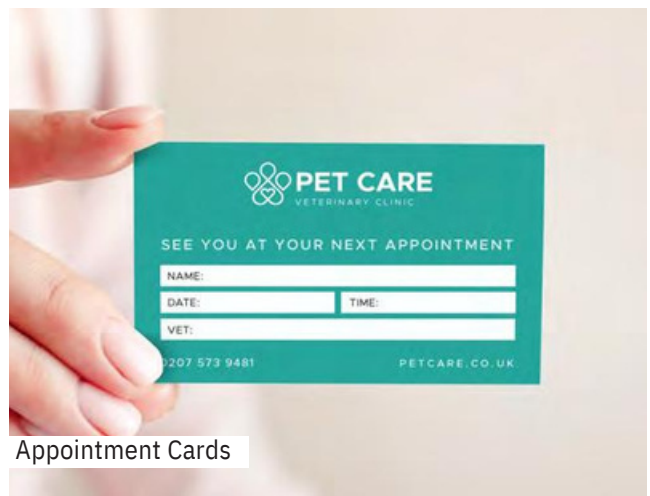 PET CARE
VETERINARY CLINIC
SEE YOU AT YOUR NEXT APPOINTMENT
NAME:
DATE: TIME:
VET:
0207 573 9481 PETCARE.CO.UK
Appointment Cards